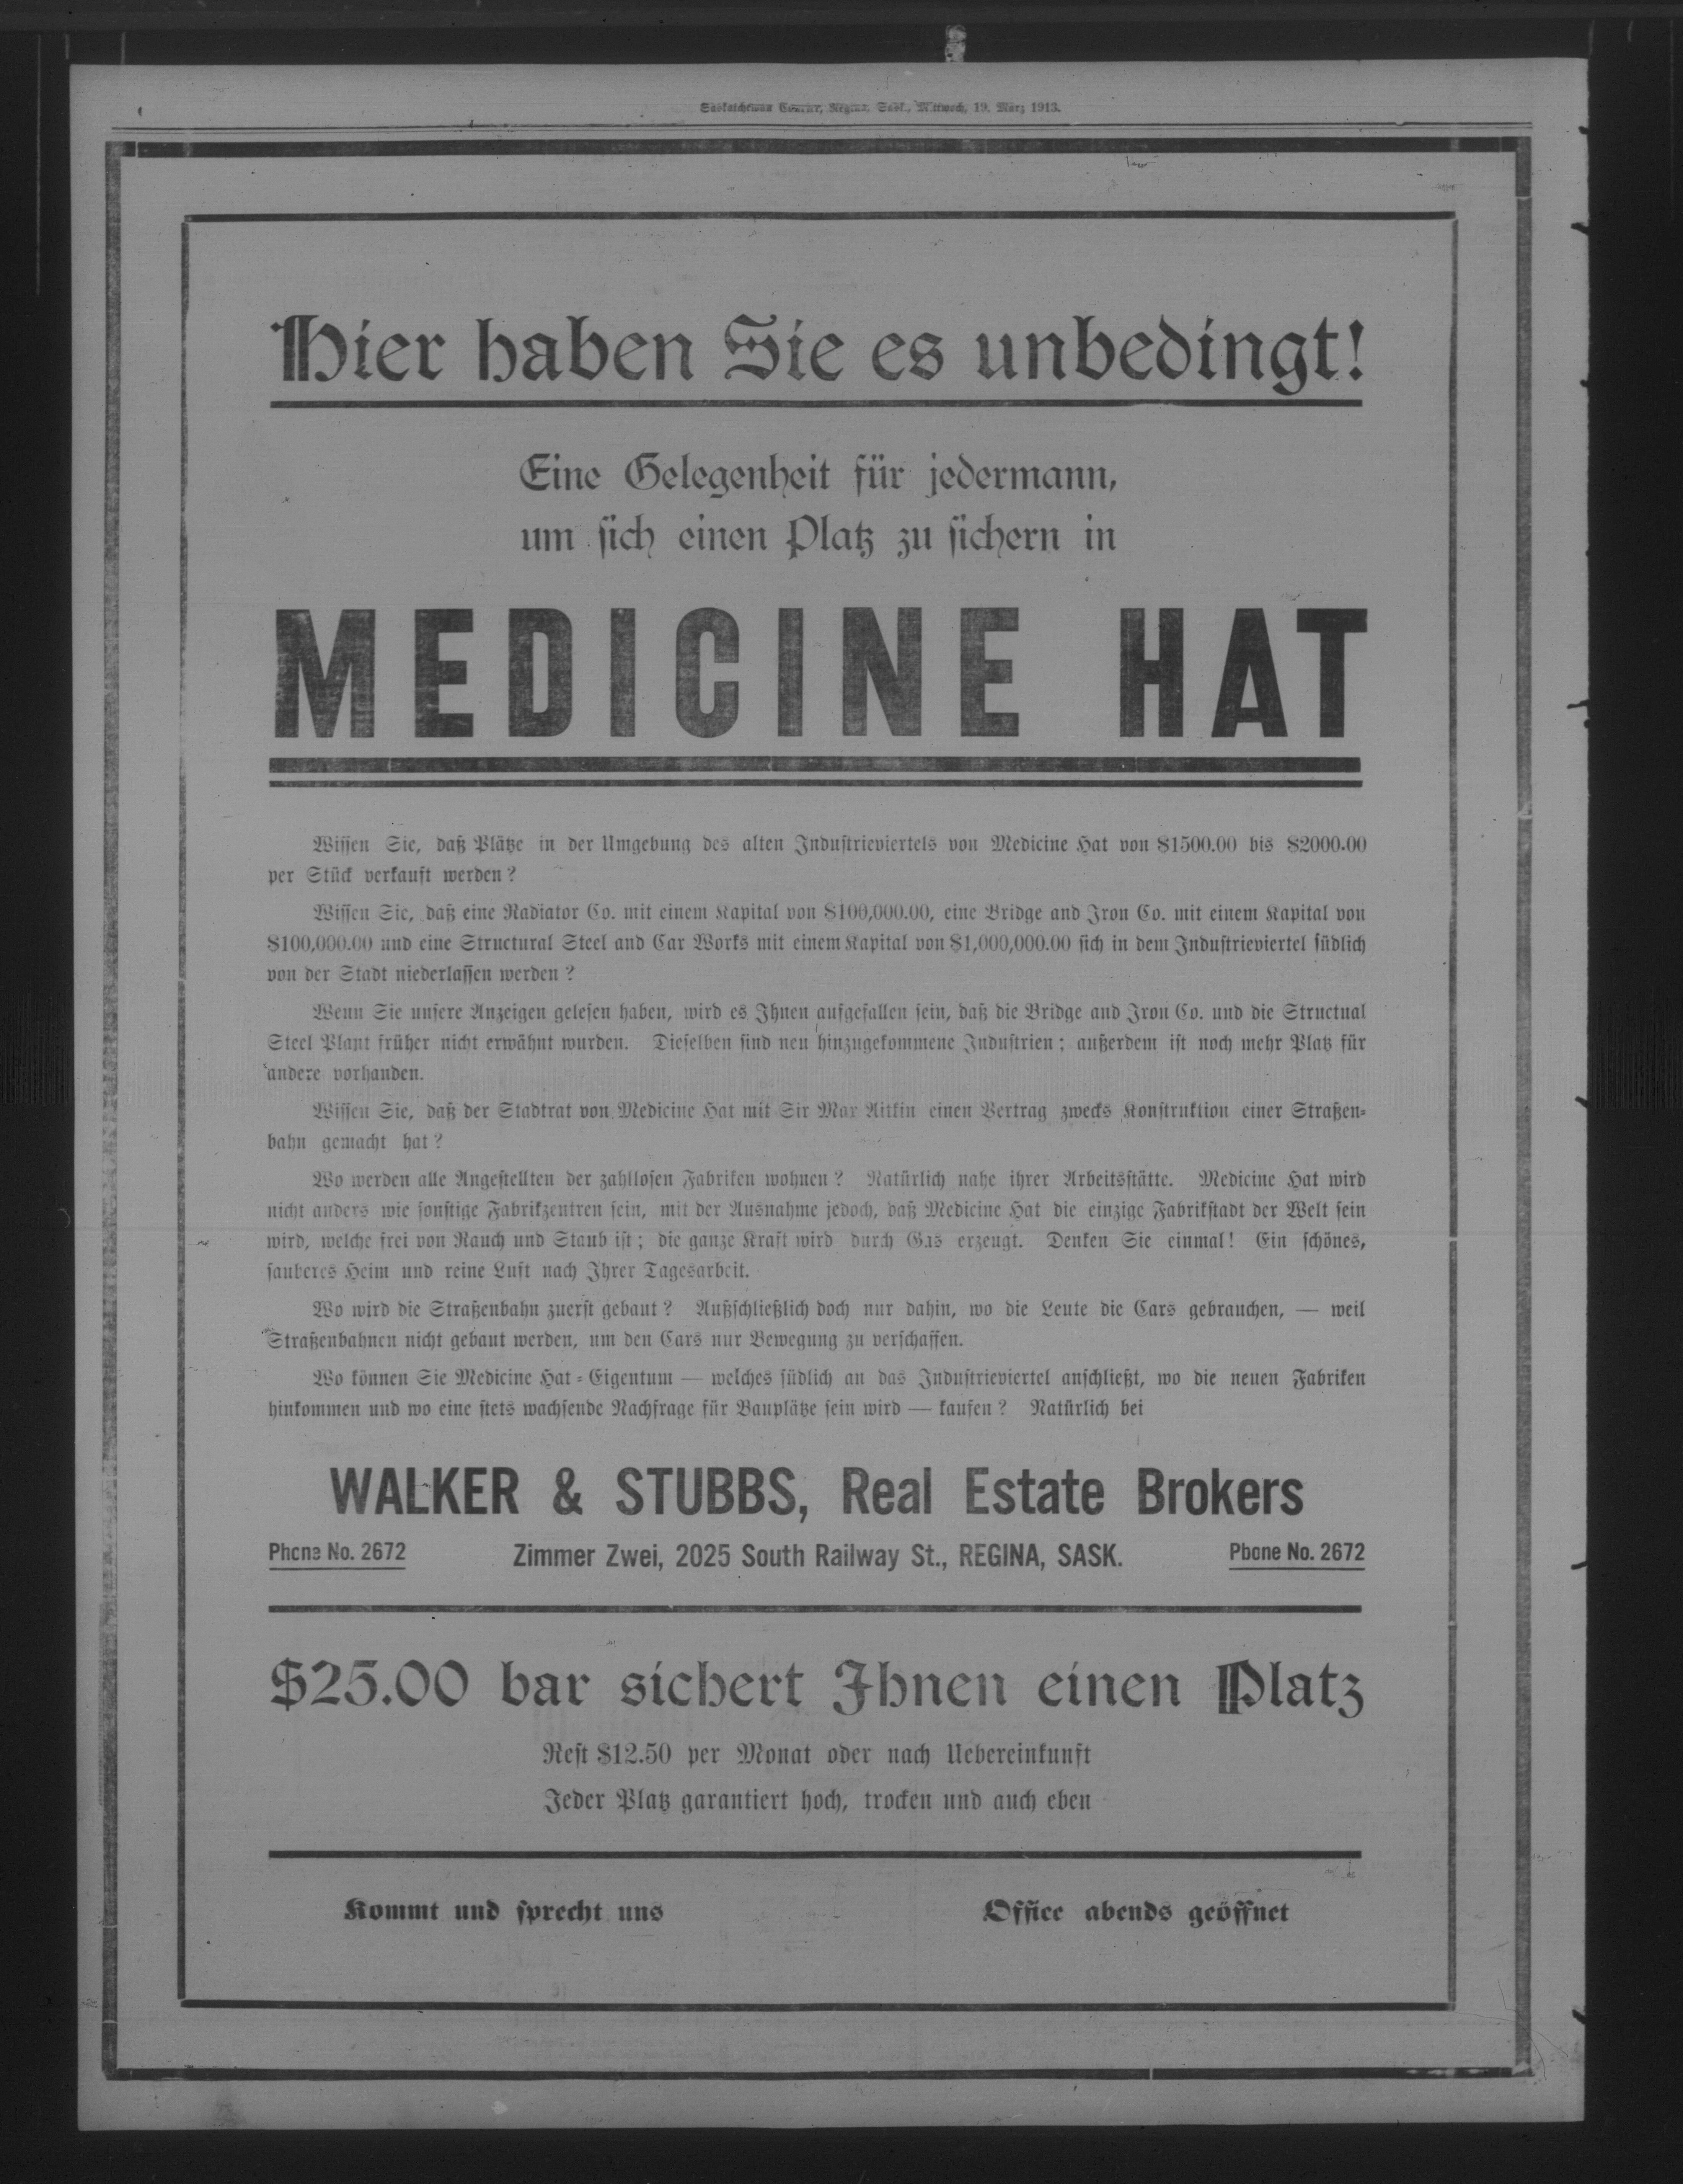 Saskatchewan Courier, Regina, Sask., Mittwoch, 19. März 1913.
Hier haben Sie es unbedingt!
Eine Gelegenheit für jedermann,
um sich einen Platz zu sichern in
MEDICINE HAT
Wissen Sie, daß Plätze in der Umgebung des alten Industrieviertels von Medicine Hat von $1500.00 bis $2000.00
per Stück verkauft werden?
Wissen Sie, daß eine Radiator Co. mit einem Kapital von $100,000.00, eine Bridge and Iron Co. mit einem Kapital von
$100,000.00 und eine Structural Steel and Car Works mit einem Kapital von $1,000,000.00 sich in dem Industrieviertel südlich
von der Stadt niederlassen werden?
Wenn Sie unsere Anzeigen gelesen haben, wird es Ihnen aufgefallen sein, daß die Bridge and Iron Co. und die Structual
Steel Plant früher nicht erwähnt wurden. Dieselben sind neu hinzugekommene Industrien; außerdem ist noch mehr Platz für
andere vorhanden.
Wissen Sie, daß der Stadtrat von Medicine Hat mit Sir Max Aitkin einen Vertrag zwecks Konstruktion einer Straßen-
bahn gemacht hat?
Wo werden alle Angestellten der zahllosen Fabriken wohnen? Natürlich nahe ihrer Arbeitsstätte. Medicine Hat wird
nicht anders wie sonstige Fabrikzentren sein, mit der Ausnahme jedoch, daß Medicine Hat die einzige Fabrikstadt der Welt sein
wird, welche frei von Rauch und Staub ist; die ganze Kraft wird durch Gas erzeugt. Denken Sie einmal! Ein schönes,
sauberes Heim und reine Luft nach Ihrer Tagesarbeit.
Wo wird die Straßenbahn zuerst gebaut? Außschließlich doch nur dahin, wo die Leute die Cars gebrauchen, — weil
Straßenbahnen nicht gebaut werden, um den Cars nur Bewegung zu verschaffen.
Wo können Sie Medicine Hat-Eigentum — welches südlich an das Industrieviertel anschließt, wo die neuen Fabriken
hinkommen und wo eine stets wachsende Nachfrage für Bauplätze sein wird — kaufen? Natürlich bei
WALKER & STUBBS, Real Estate Brokers
Phone No. 2672 Zimmer Zwei, 2025 South Railway St., REGINA, SASK. Phone No. 2672
$25.00 bar sichert Ihnen einen Platz
Rest $12.50 per Monat oder nach Uebereinkunft
Jeder Platz garantiert hoch, trocken und auch eben
Kommt und sprecht uns Office abends geöffnet